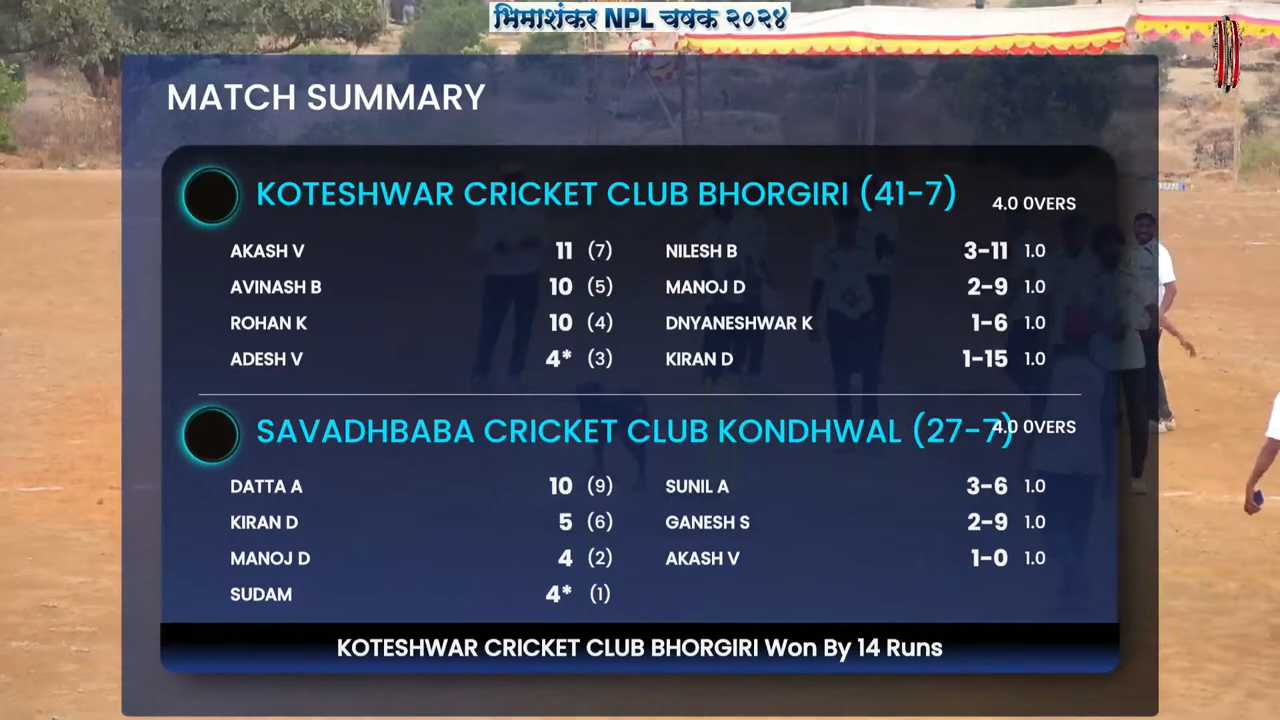 भिमाशंकर NPL चषक २०२४
MATCH SUMMARY
KOTESHWAR CRICKET CLUB BHORGIRI (41-7) 4.0 OVERS
AKASH V 11 (7) NILESH B 3-11 1.0
AVINASH B 10 (5) MANOJ D 2-9 1.0
ROHAN K 10 (4) DNYANESHWAR K 1-6 1.0
ADESH V 4* (3) KIRAN D 1-15 1.0
SAVADHBABA CRICKET CLUB KONDHWAL (27-7) 4.0 OVERS
DATTA A 10 (9) SUNIL A 3-6 1.0
KIRAN D 5 (6) GANESH S 2-9 1.0
MANOJ D 4 (2) AKASH V 1-0 1.0
SUDAM 4* (1)
KOTESHWAR CRICKET CLUB BHORGIRI Won By 14 Runs